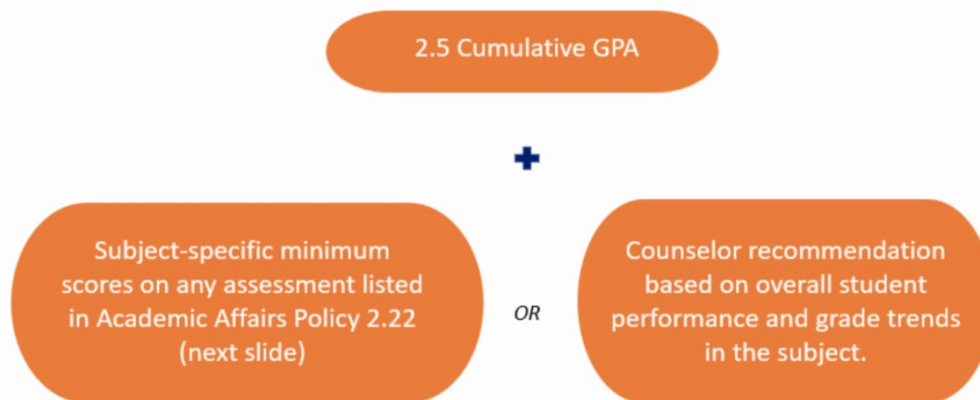 2.5 Cumulative GPA
+
Subject-specific minimum
scores on any assessment listed
in Academic Affairs Policy 2.22
(next slide)
OR
Counselor recommendation
based on overall student
performance and grade trends
in the subject.